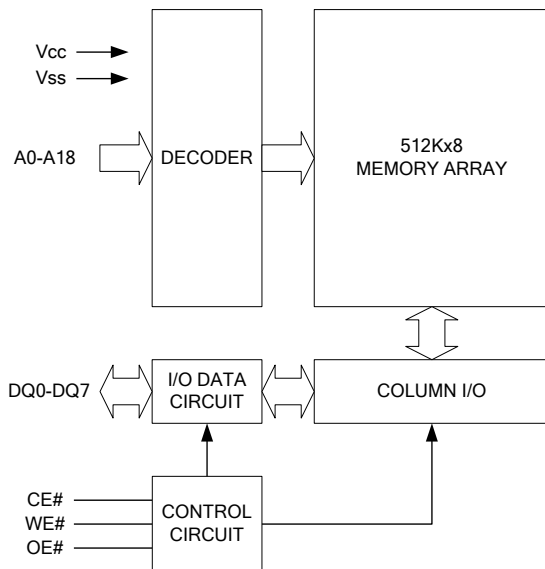 Vcc
Vss
A0-A18
DECODER
512Kx8
MEMORY ARRAY
DQ0-DQ7
I/O DATA
CIRCUIT
COLUMN I/O
CE#
WE#
OE#
CONTROL
CIRCUIT